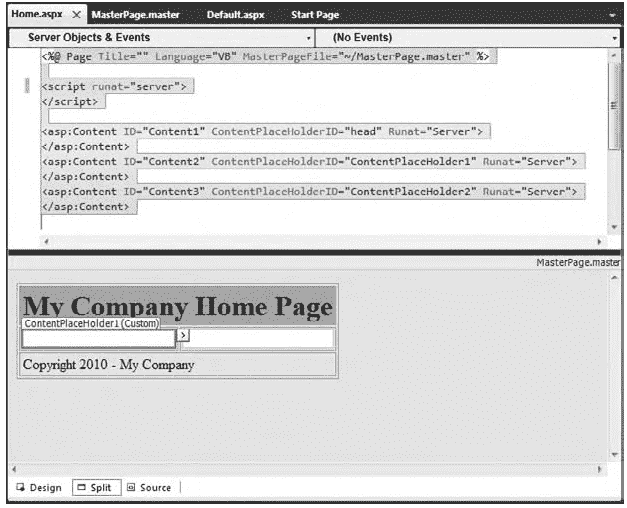 Home.aspx MasterPage.master Default.aspx Start Page
Server Objects & Events (No Events)
<%@ Page Title="" Language="VB" MasterPageFile="~/MasterPage.master" %>
<script runat="server">
</script>
<asp:Content ID="Content1" ContentPlaceHolderID="head" Runat="Server">
</asp:Content>
<asp:Content ID="Content2" ContentPlaceHolderID="ContentPlaceHolder1" Runat="Server">
</asp:Content>
<asp:Content ID="Content3" ContentPlaceHolderID="ContentPlaceHolder2" Runat="Server">
</asp:Content>
MasterPage.master
My Company Home Page
ContentPlaceHolder1 (Custom)
Copyright 2010 - My Company
Design Split Source